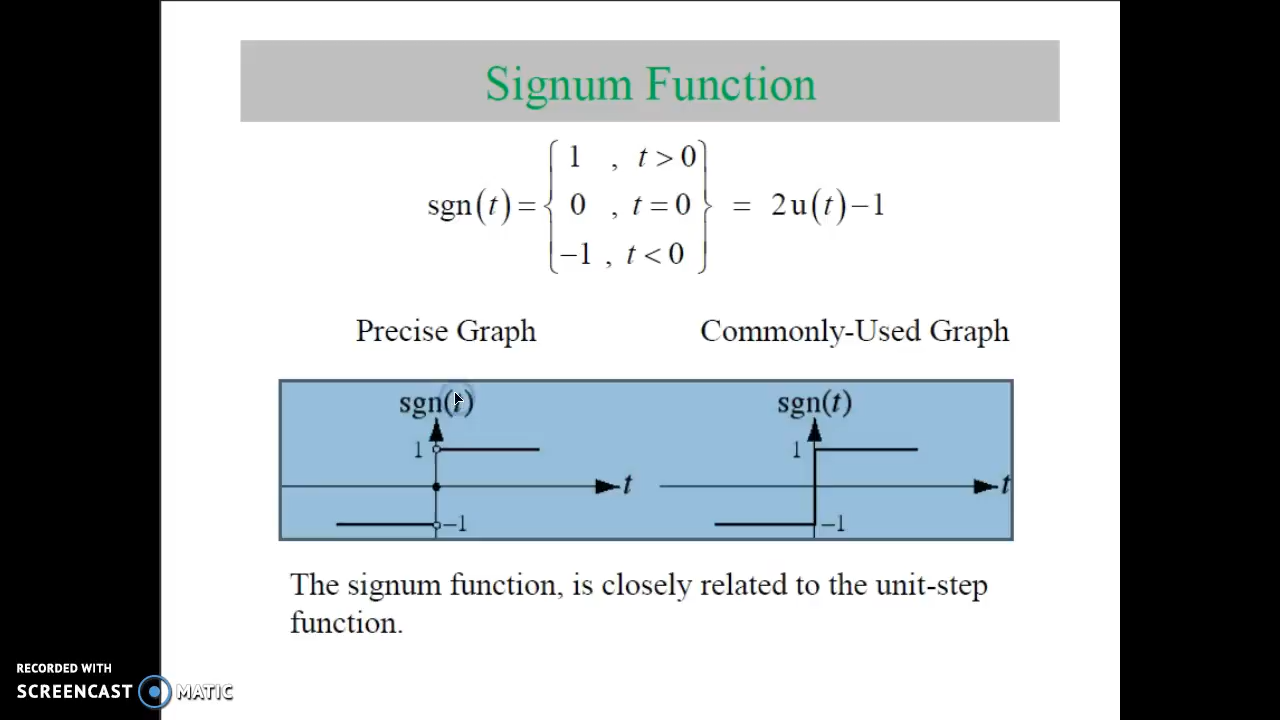 Signum Function
1 , t > 0
sgn(t) = { 0 , t = 0 } = 2u(t) − 1
−1 , t < 0
Precise Graph
Commonly-Used Graph
sgn(t)
1
t
−1
sgn(t)
1
t
−1
The signum function, is closely related to the unit-step
function.
RECORDED WITH
SCREENCAST MATIC